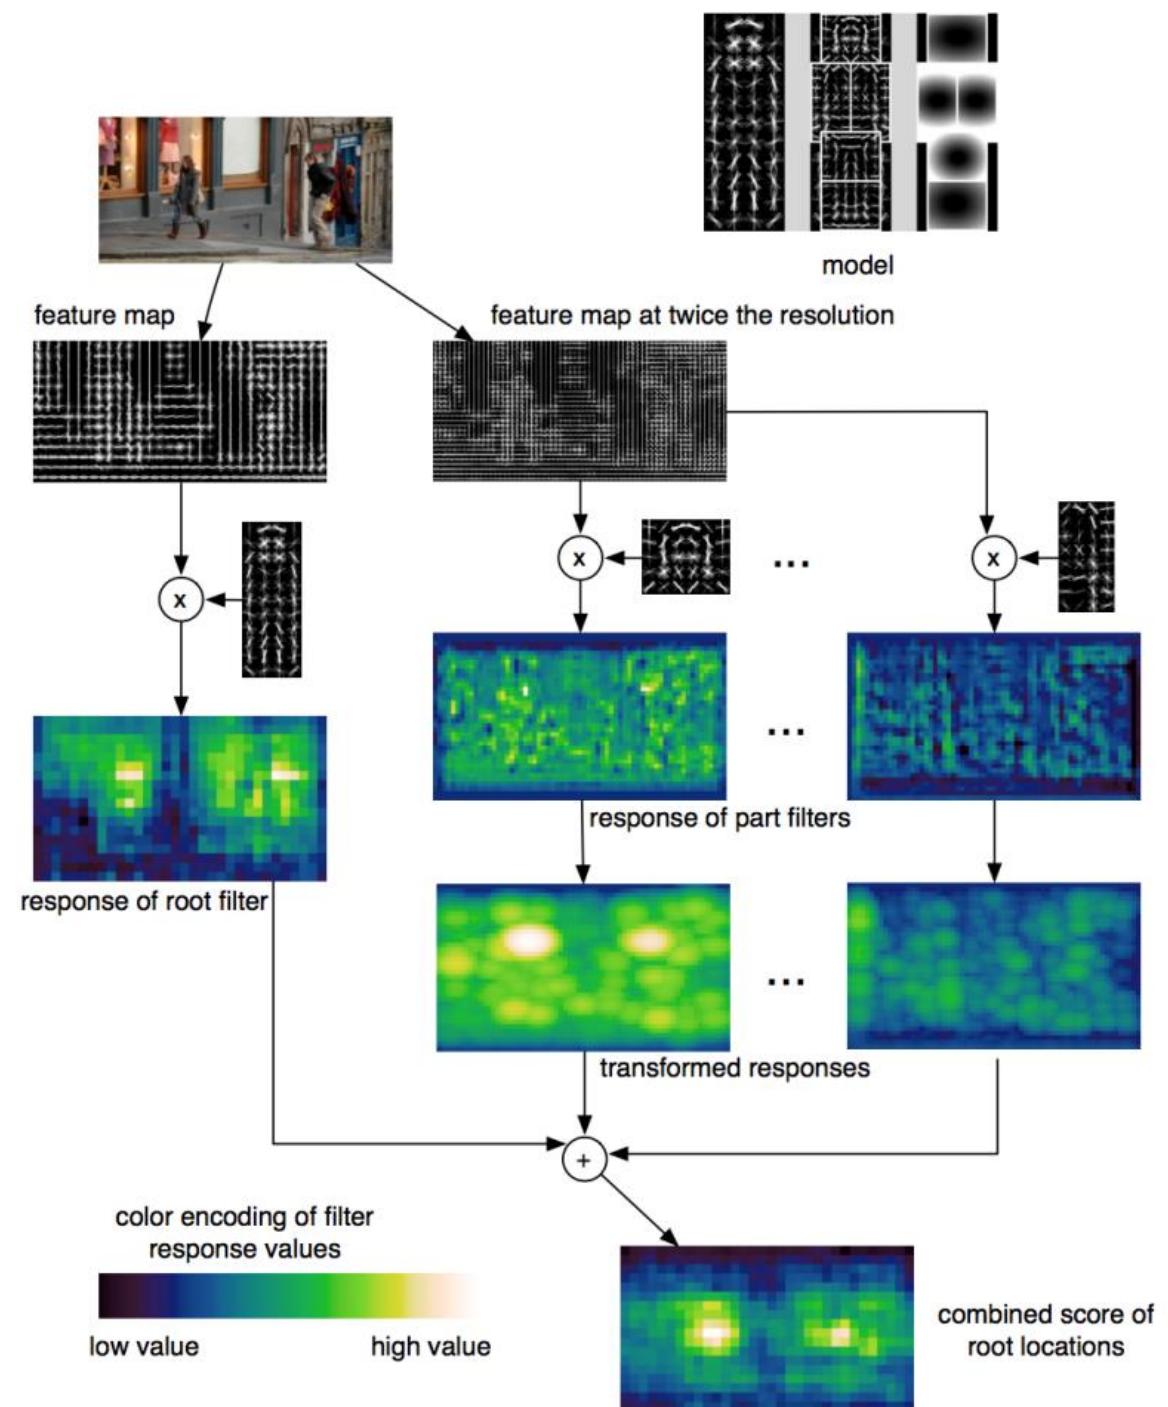 model
feature map
feature map at twice the resolution
x
x
...
x
...
response of part filters
response of root filter
...
transformed responses
+
color encoding of filter
response values
low value
high value
combined score of
root locations